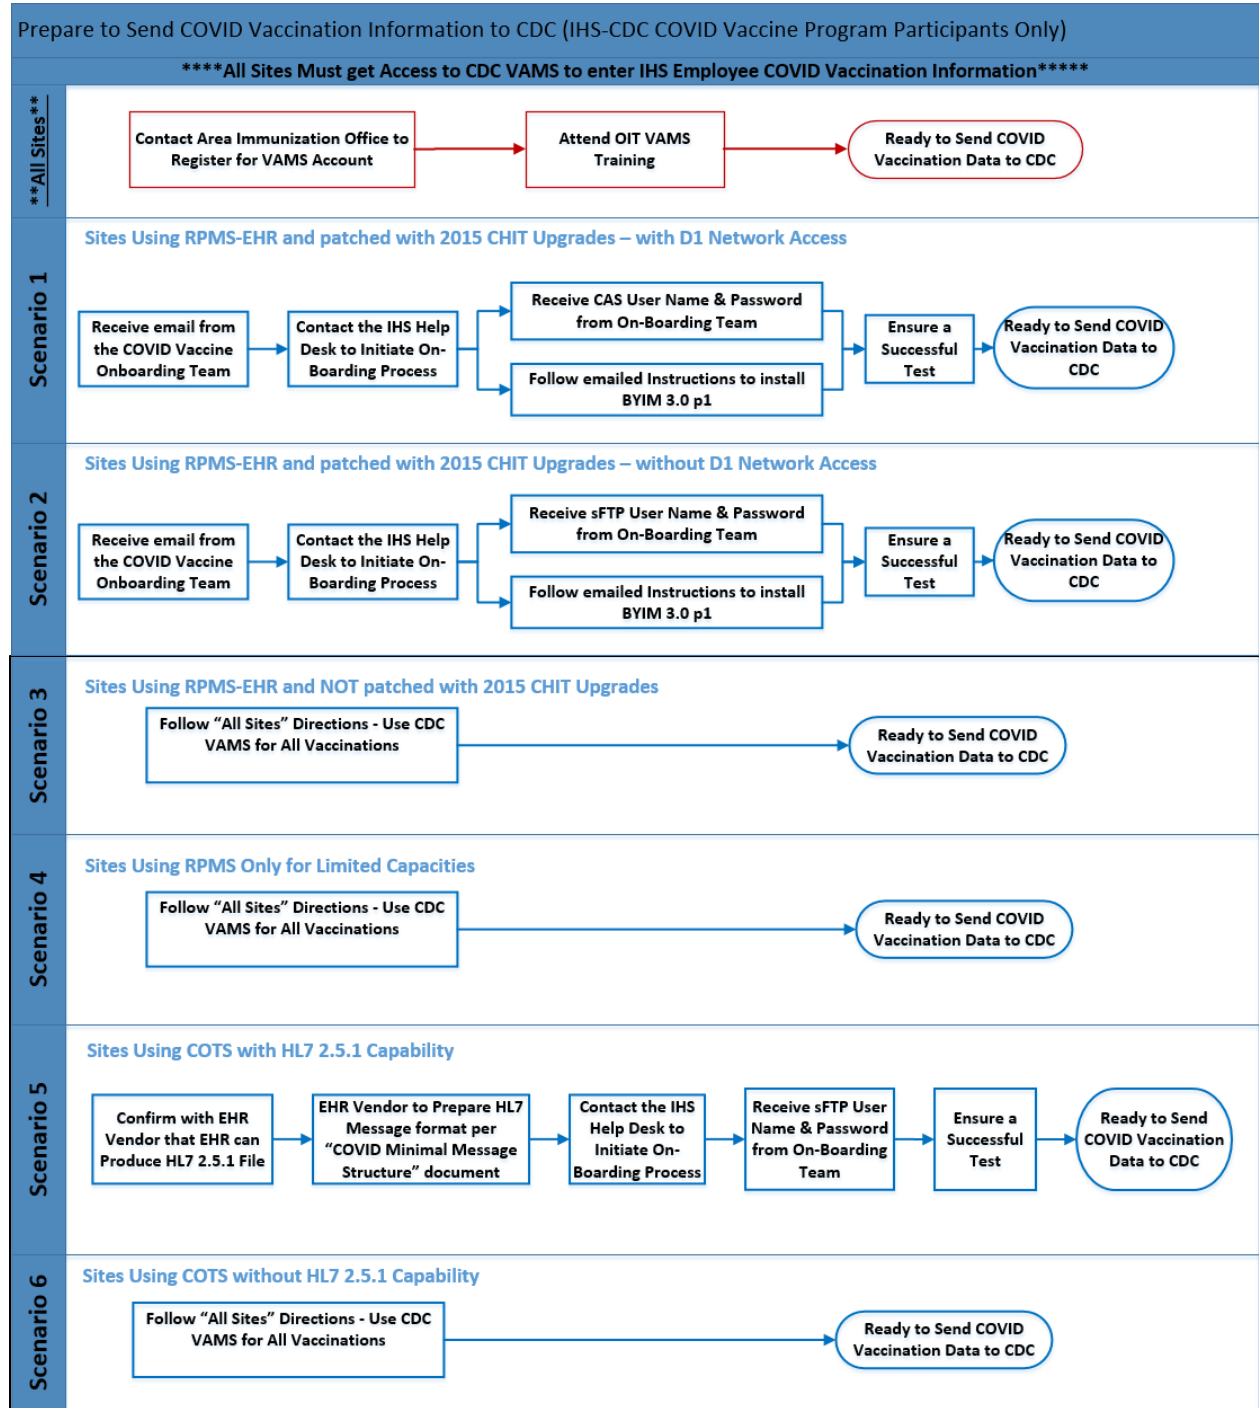 Prepare to Send COVID Vaccination Information to CDC (IHS-CDC COVID Vaccine Program Participants Only)
****All Sites Must get Access to CDC VAMS to enter IHS Employee COVID Vaccination Information*****
**All Sites**
Contact Area Immunization Office to
Register for VAMS Account
Attend OIT VAMS
Training
Ready to Send COVID
Vaccination Data to CDC
Scenario 1
Sites Using RPMS-EHR and patched with 2015 CHIT Upgrades – with D1 Network Access
Receive email from
the COVID Vaccine
Onboarding Team
Contact the IHS Help
Desk to Initiate On-
Boarding Process
Receive CAS User Name & Password
from On-Boarding Team
Follow emailed Instructions to install
BYIM 3.0 p1
Ensure a
Successful
Test
Ready to Send COVID
Vaccination Data to
CDC
Scenario 2
Sites Using RPMS-EHR and patched with 2015 CHIT Upgrades – without D1 Network Access
Receive email from
the COVID Vaccine
Onboarding Team
Contact the IHS Help
Desk to Initiate On-
Boarding Process
Receive sFTP User Name & Password
from On-Boarding Team
Follow emailed Instructions to install
BYIM 3.0 p1
Ensure a
Successful
Test
Ready to Send COVID
Vaccination Data to
CDC
Scenario 3
Sites Using RPMS-EHR and NOT patched with 2015 CHIT Upgrades
Follow “All Sites” Directions - Use CDC
VAMS for All Vaccinations
Ready to Send COVID
Vaccination Data to CDC
Scenario 4
Sites Using RPMS Only for Limited Capacities
Follow “All Sites” Directions - Use CDC
VAMS for All Vaccinations
Ready to Send COVID
Vaccination Data to CDC
Scenario 5
Sites Using COTS with HL7 2.5.1 Capability
Confirm with EHR
Vendor that EHR can
Produce HL7 2.5.1 File
EHR Vendor to Prepare HL7
Message format per
“COVID Minimal Message
Structure” document
Contact the IHS
Help Desk to
Initiate On-
Boarding Process
Receive sFTP User
Name & Password
from On-Boarding
Team
Ensure a
Successful
Test
Ready to Send
COVID Vaccination
Data to CDC
Scenario 6
Sites Using COTS without HL7 2.5.1 Capability
Follow “All Sites” Directions - Use CDC
VAMS for All Vaccinations
Ready to Send COVID
Vaccination Data to CDC